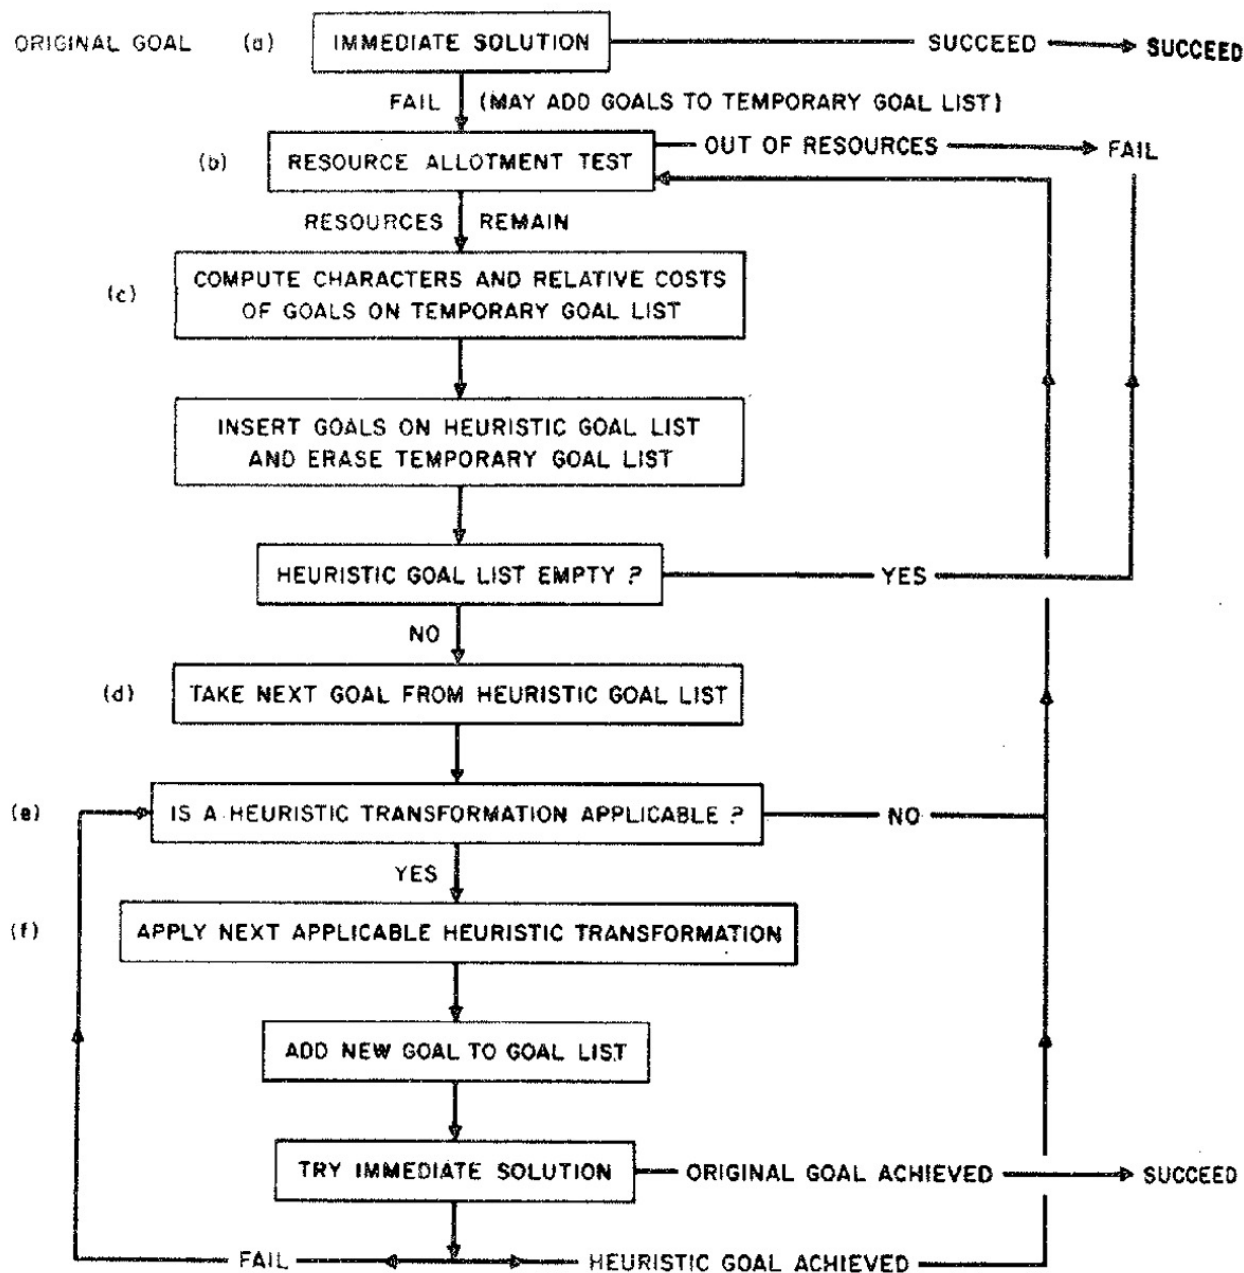 ORIGINAL GOAL (a) IMMEDIATE SOLUTION SUCCEED SUCCEED
FAIL (MAY ADD GOALS TO TEMPORARY GOAL LIST)
(b) RESOURCE ALLOTMENT TEST OUT OF RESOURCES FAIL
RESOURCES REMAIN
(c) COMPUTE CHARACTERS AND RELATIVE COSTS
OF GOALS ON TEMPORARY GOAL LIST
INSERT GOALS ON HEURISTIC GOAL LIST
AND ERASE TEMPORARY GOAL LIST
HEURISTIC GOAL LIST EMPTY ? YES
NO
(d) TAKE NEXT GOAL FROM HEURISTIC GOAL LIST
(e) IS A HEURISTIC TRANSFORMATION APPLICABLE ? NO
YES
(f) APPLY NEXT APPLICABLE HEURISTIC TRANSFORMATION
ADD NEW GOAL TO GOAL LIST
TRY IMMEDIATE SOLUTION ORIGINAL GOAL ACHIEVED SUCCEED
FAIL HEURISTIC GOAL ACHIEVED